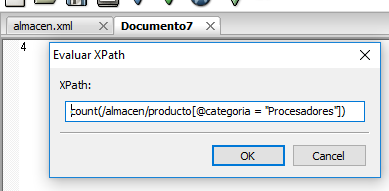 almacen.xml Documento7
4
Evaluar XPath
XPath:
count(/almacen/producto[@categoria = "Procesadores"])
OK Cancel